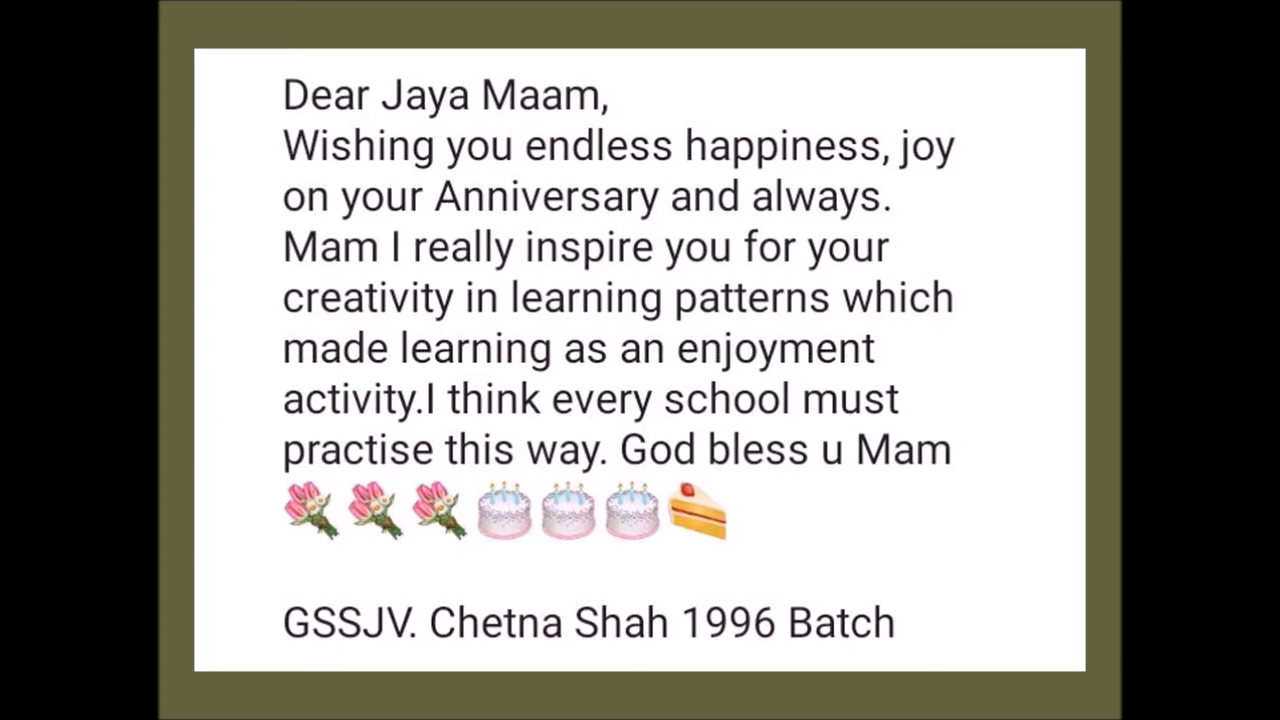 Dear Jaya Maam,
Wishing you endless happiness, joy
on your Anniversary and always.
Mam I really inspire you for your
creativity in learning patterns which
made learning as an enjoyment
activity.I think every school must
practise this way. God bless u Mam
💐💐💐🎂🎂🎂🍰
GSSJV. Chetna Shah 1996 Batch